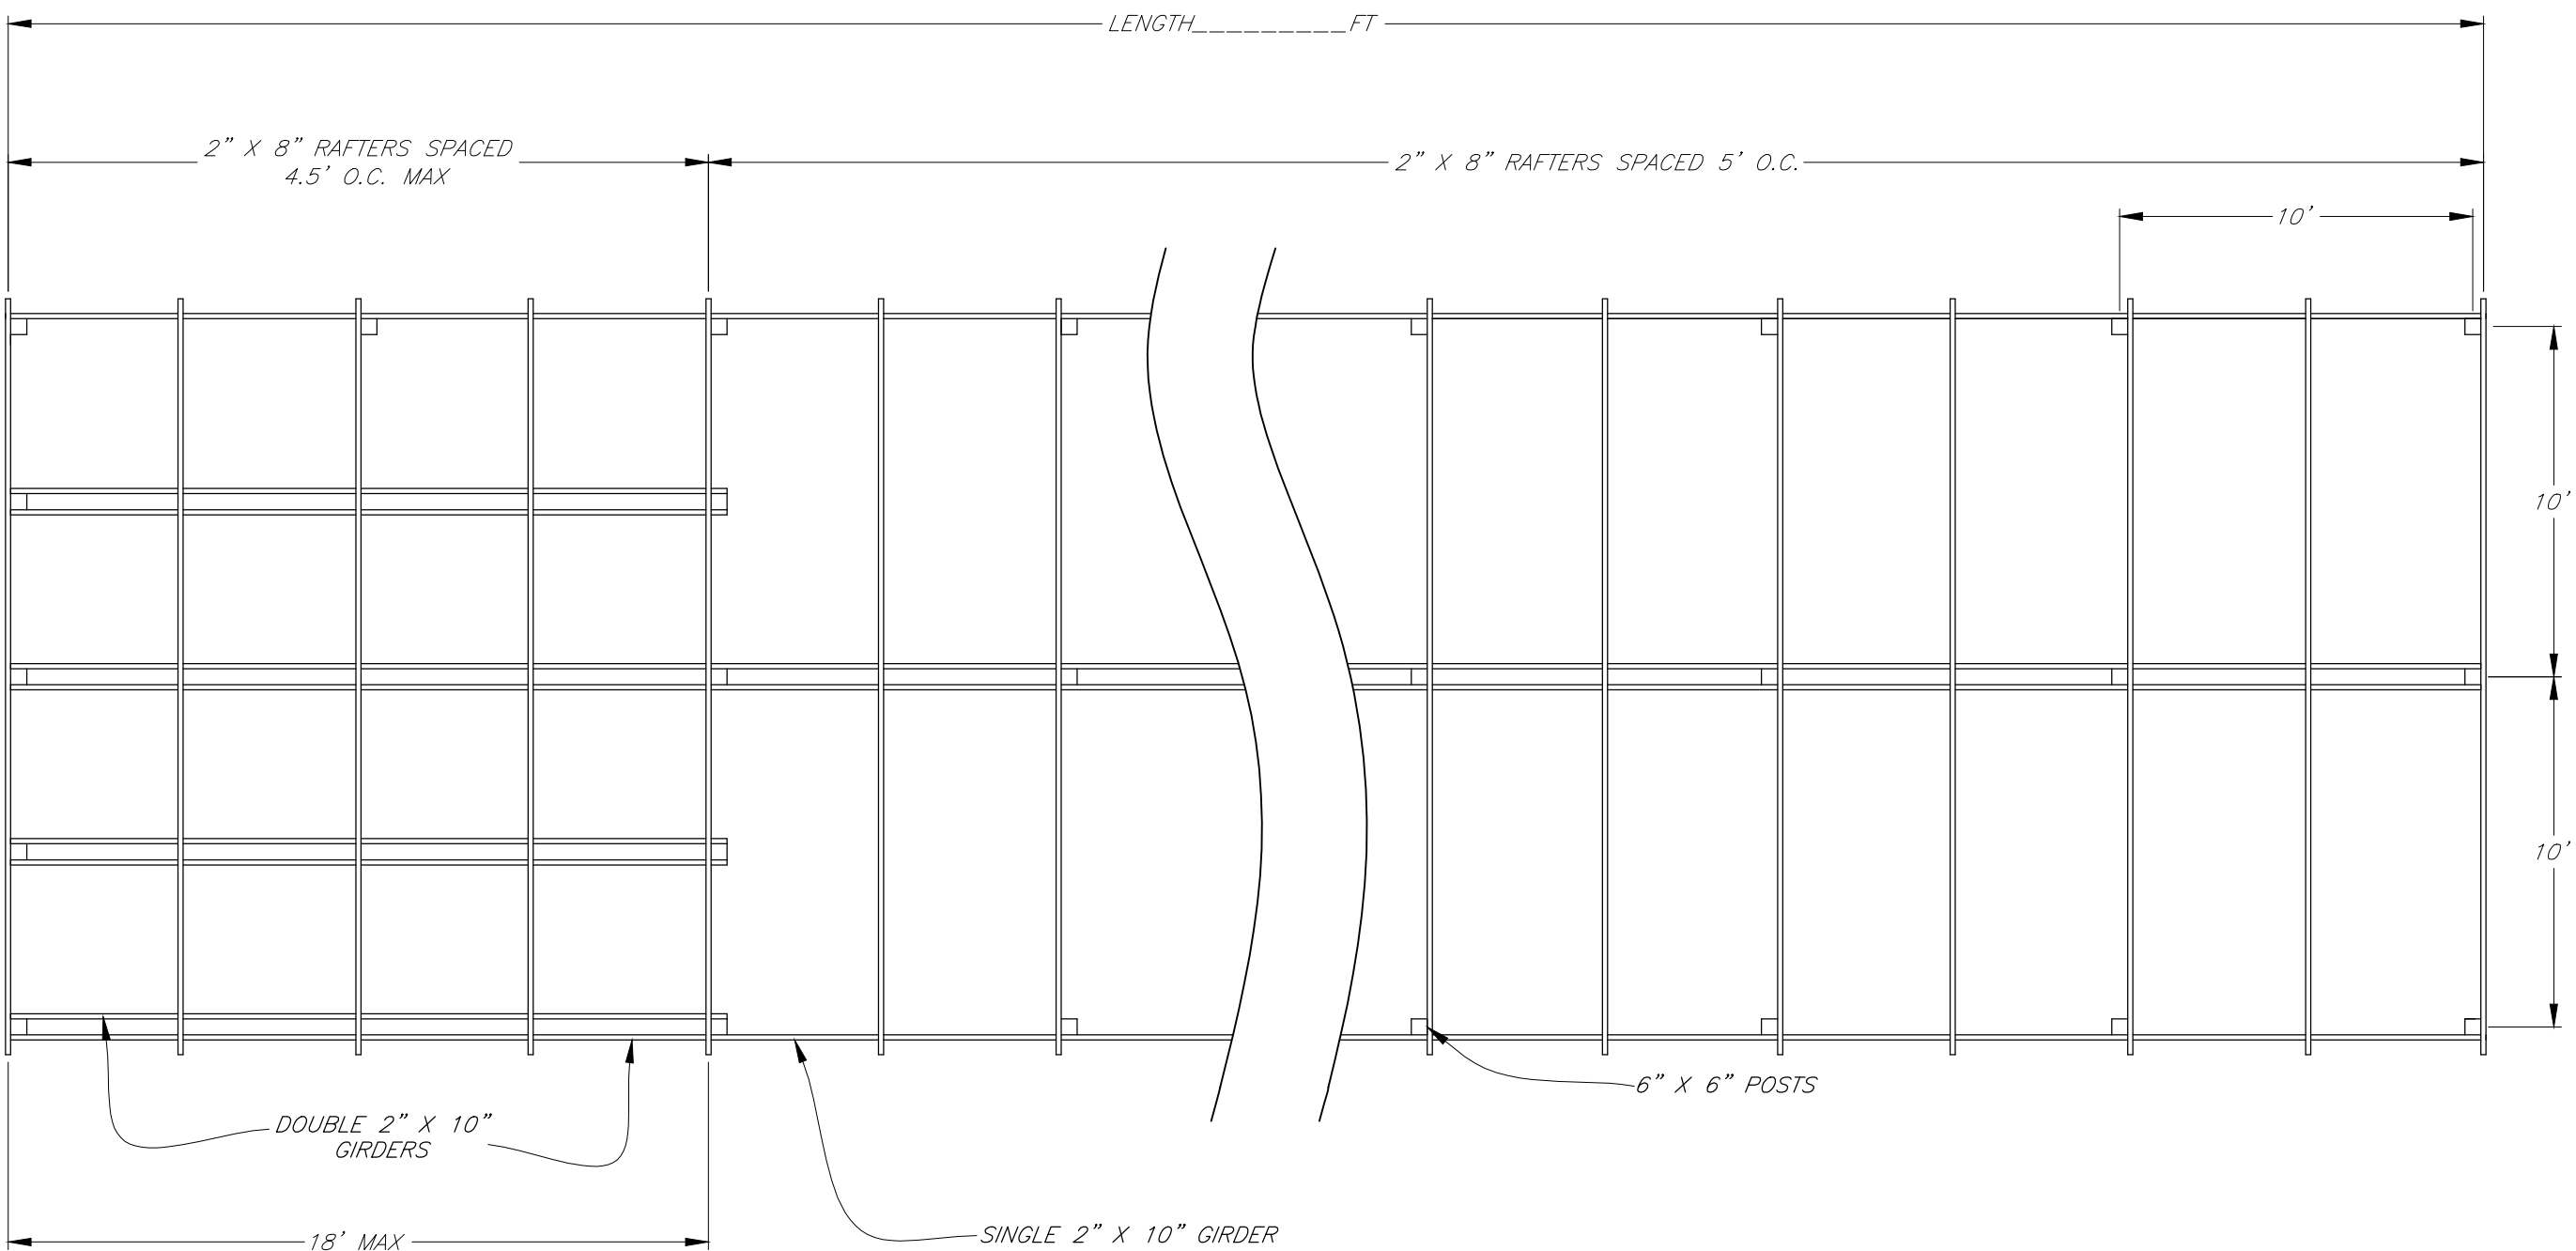 LENGTH_________FT
2" X 8" RAFTERS SPACED
4.5' O.C. MAX
2" X 8" RAFTERS SPACED 5' O.C.
10'
10'
10'
6" X 6" POSTS
DOUBLE 2" X 10"
GIRDERS
SINGLE 2" X 10" GIRDER
18' MAX